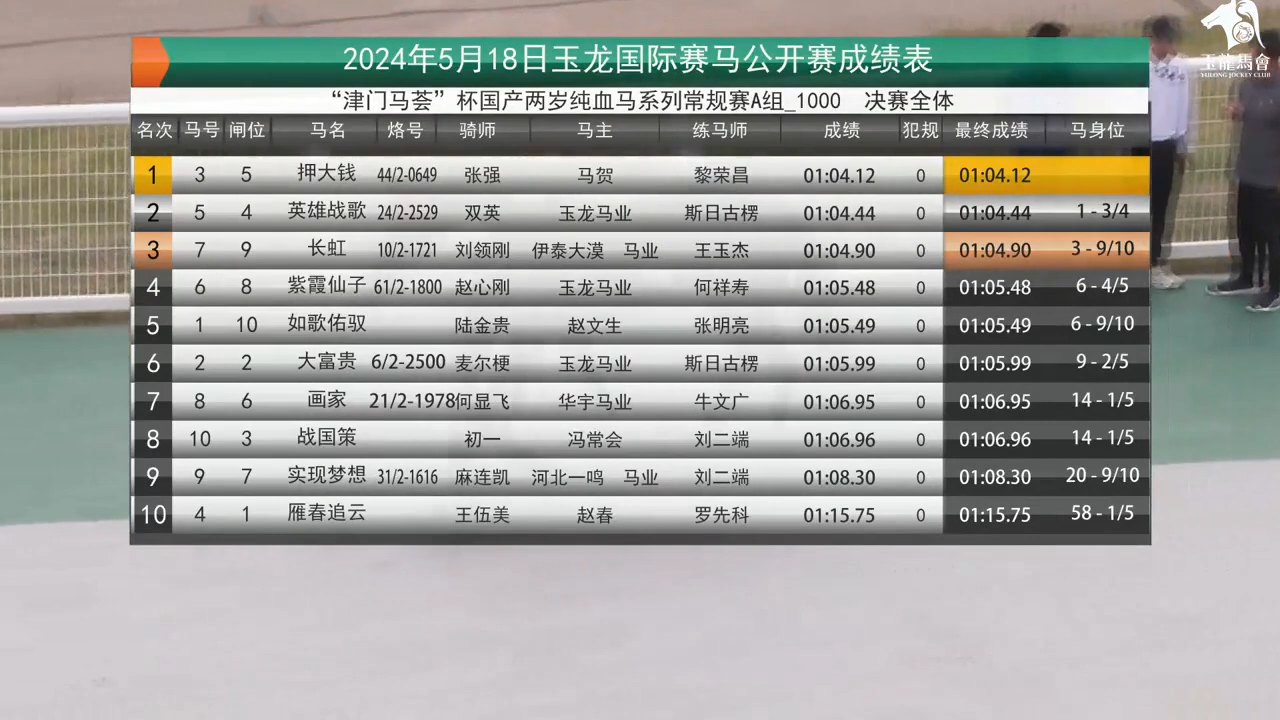 玉龍馬會
YULONG JOCKEY CLUB
2024年5月18日玉龙国际赛马公开赛成绩表
“津门马荟”杯国产两岁纯血马系列常规赛A组_1000 决赛全体
名次 马号 闸位 马名 烙号 骑师 马主 练马师 成绩 犯规 最终成绩 马身位
1 3 5 押大钱 44/2-0649 张强 马贺 黎荣昌 01:04.12 0 01:04.12
2 5 4 英雄战歌 24/2-2529 双英 玉龙马业 斯日古楞 01:04.44 0 01:04.44 1 - 3/4
3 7 9 长虹 10/2-1721 刘领刚 伊泰大漠 马业 王玉杰 01:04.90 0 01:04.90 3 - 9/10
4 6 8 紫霞仙子 61/2-1800 赵心刚 玉龙马业 何祥寿 01:05.48 0 01:05.48 6 - 4/5
5 1 10 如歌佑驭 陆金贵 赵文生 张明亮 01:05.49 0 01:05.49 6 - 9/10
6 2 2 大富贵 6/2-2500 麦尔梗 玉龙马业 斯日古楞 01:05.99 0 01:05.99 9 - 2/5
7 8 6 画家 21/2-1978 何显飞 华宇马业 牛文广 01:06.95 0 01:06.95 14 - 1/5
8 10 3 战国策 初一 冯常会 刘二端 01:06.96 0 01:06.96 14 - 1/5
9 9 7 实现梦想 31/2-1616 麻连凯 河北一鸣 马业 刘二端 01:08.30 0 01:08.30 20 - 9/10
10 4 1 雁春追云 王伍美 赵春 罗先科 01:15.75 0 01:15.75 58 - 1/5